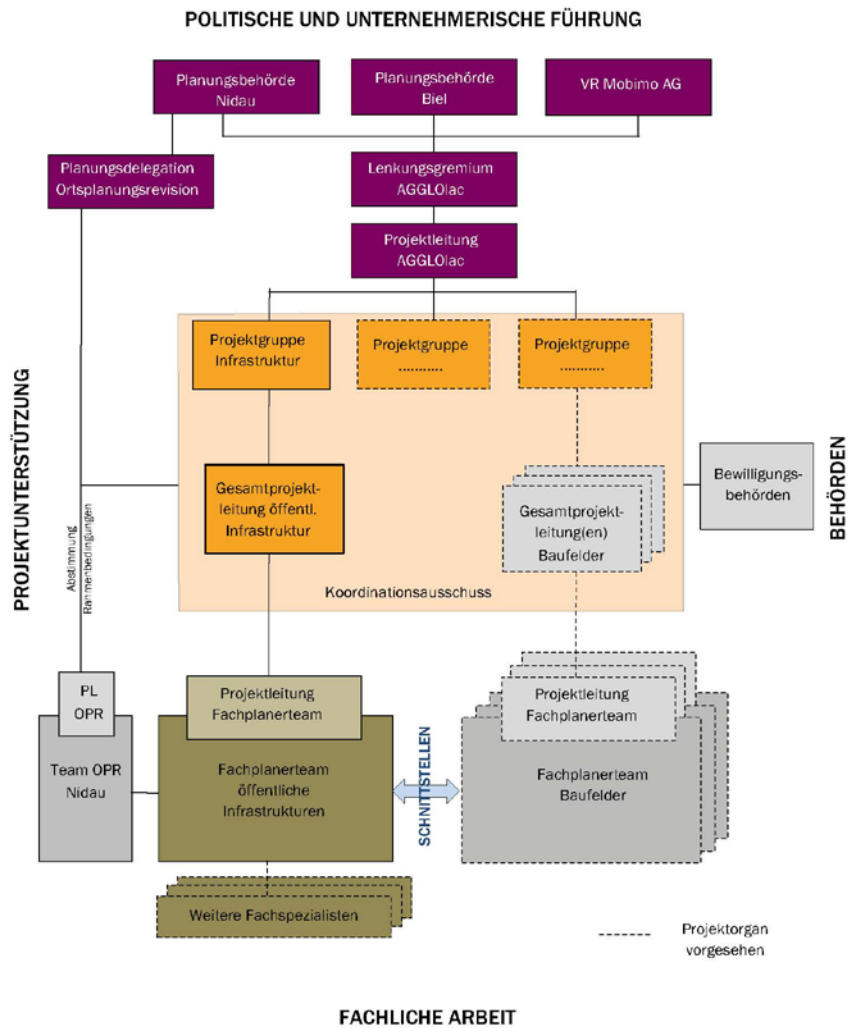 POLITISCHE UND UNTERNEHMERISCHE FÜHRUNG
Planungsbehörde
Nidau
Planungsbehörde
Biel
VR Mobimo AG
Planungsdelegation
Ortsplanungsrevision
Lenkungsgremium
AGGLOlac
Projektleitung
AGGLOlac
Projektgruppe
Infrastruktur
Projektgruppe
...........
Projektgruppe
...........
PROJEKTUNTERSTÜTZUNG
Abstimmung
Rahmenbedingungen
Gesamtprojekt-
leitung öffentl.
Infrastruktur
Gesamtprojekt-
leitung(en)
Baufelder
Koordinationsausschuss
Bewilligungs-
behörden
BEHÖRDEN
PL
OPR
Team OPR
Nidau
Projektleitung
Fachplanerteam
Fachplanerteam
öffentliche
Infrastrukturen
SCHNITTSTELLEN
Projektleitung
Fachplanerteam
Fachplanerteam
Baufelder
Weitere Fachspezialisten
Projektorgan
vorgesehen
FACHLICHE ARBEIT